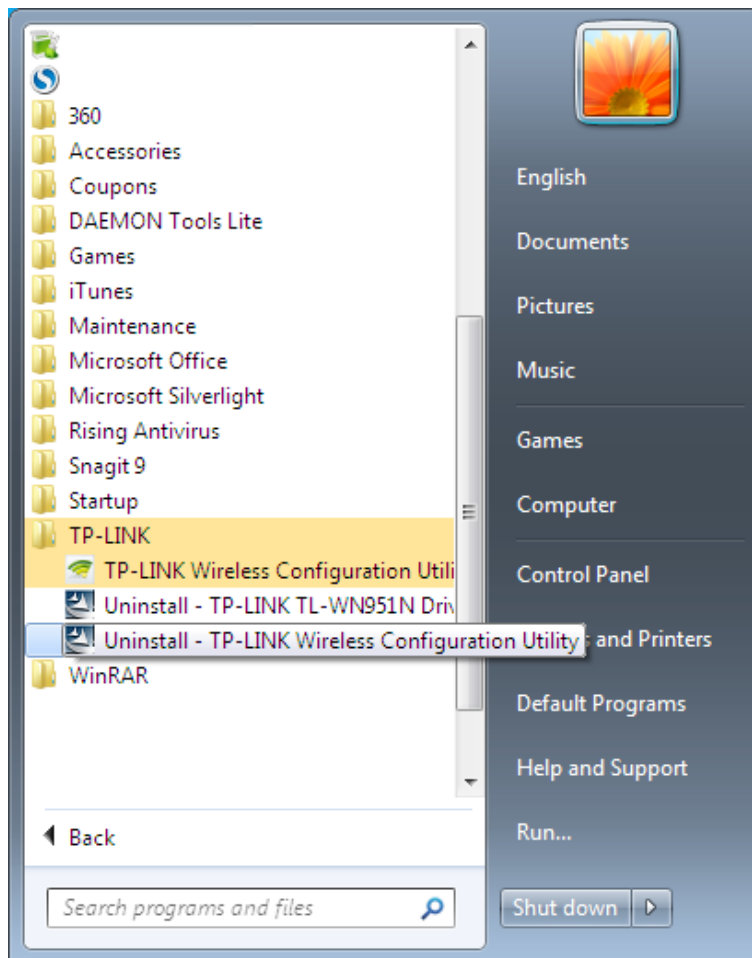 360
Accessories
Coupons
DAEMON Tools Lite
Games
iTunes
Maintenance
Microsoft Office
Microsoft Silverlight
Rising Antivirus
Snagit 9
Startup
TP-LINK
TP-LINK Wireless Configuration Utili
Uninstall - TP-LINK TL-WN951N Driv
Uninstall - TP-LINK Wireless Configuration Utility
WinRAR
Back
Search programs and files
English
Documents
Pictures
Music
Games
Computer
Control Panel
and Printers
Default Programs
Help and Support
Run...
Shut down